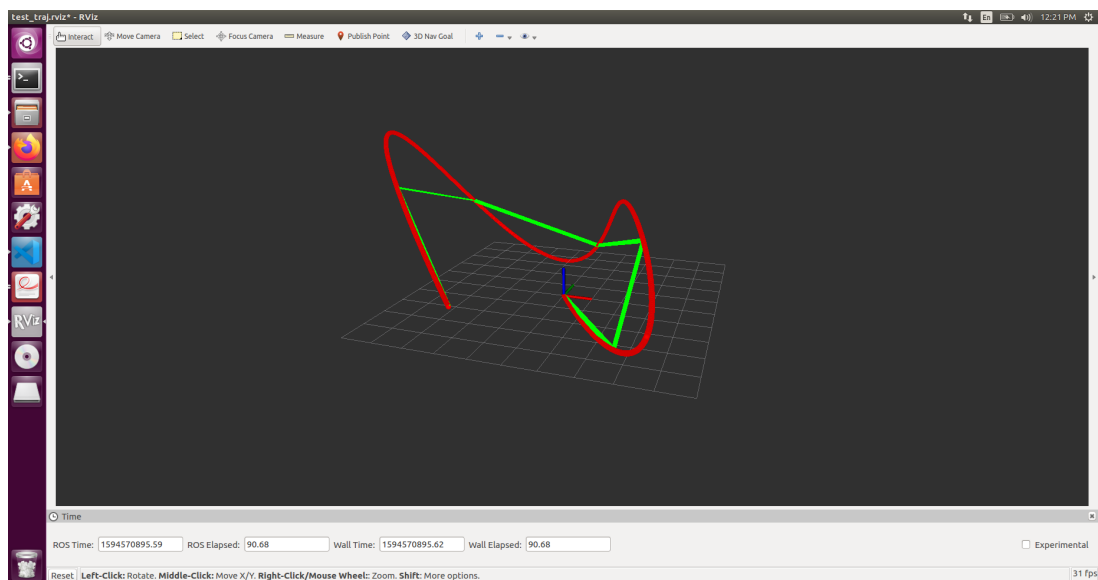 test_traj.rviz* - RViz
En
12:21 PM
Interact Move Camera Select Focus Camera Measure Publish Point 3D Nav Goal
A
RViz
Time
ROS Time: 1594570895.59 ROS Elapsed: 90.68 Wall Time: 1594570895.62 Wall Elapsed: 90.68 Experimental
Reset Left-Click: Rotate. Middle-Click: Move X/Y. Right-Click/Mouse Wheel:: Zoom. Shift: More options. 31 fps